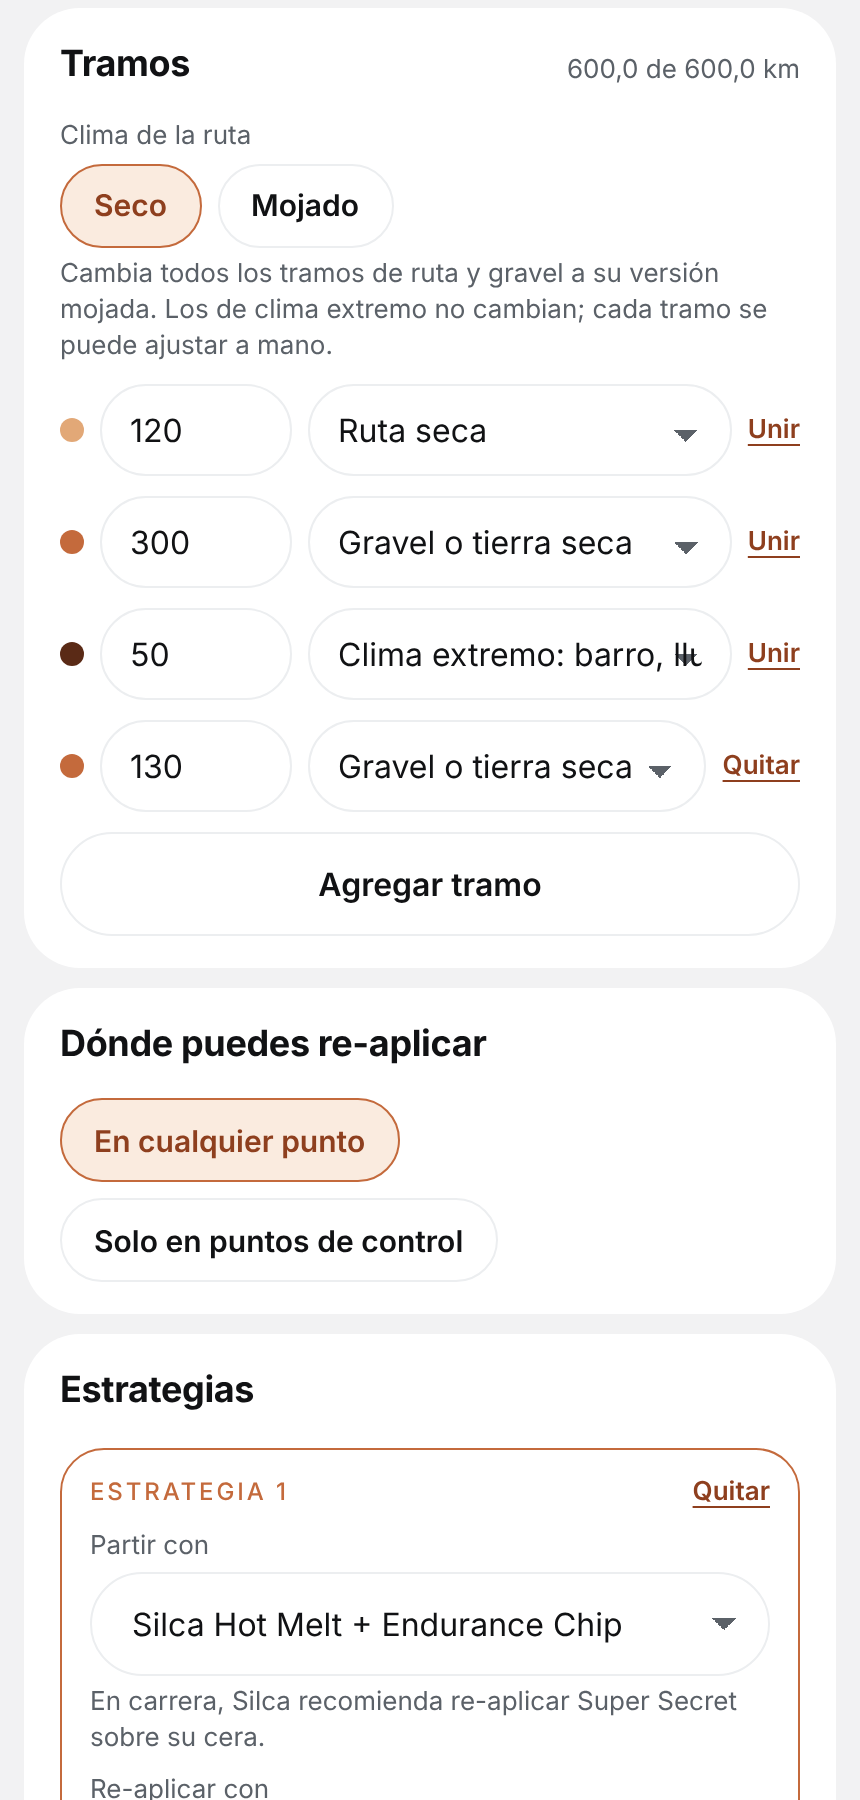 Tramos
600,0 de 600,0 km
Clima de la ruta
Seco
Mojado
Cambia todos los tramos de ruta y gravel a su versión
mojada. Los de clima extremo no cambian; cada tramo se
puede ajustar a mano.
120
Ruta seca
Unir
300
Gravel o tierra seca
Unir
50
Clima extremo: barro,
Unir
130
Gravel o tierra seca
Quitar
Agregar tramo
Dónde puedes re-aplicar
En cualquier punto
Solo en puntos de control
Estrategias
ESTRATEGIA 1
Quitar
Partir con
Silca Hot Melt + Endurance Chip
En carrera, Silca recomienda re-aplicar Super Secret
sobre su cera.
Re-aplicar con